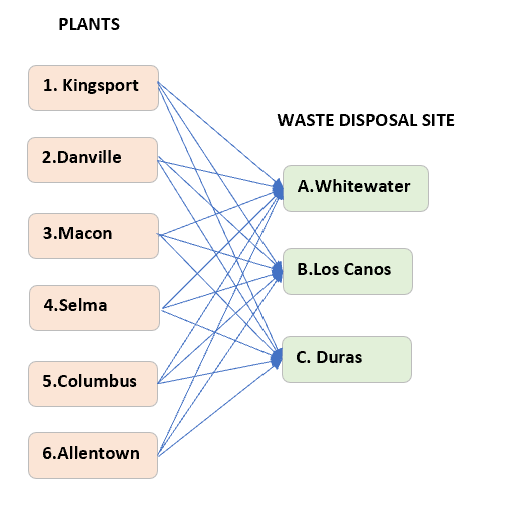 PLANTS
1. Kingsport
2.Danville
3.Macon
4.Selma
5.Columbus
6.Allentown
WASTE DISPOSAL SITE
A.Whitewater
B.Los Canos
C. Duras